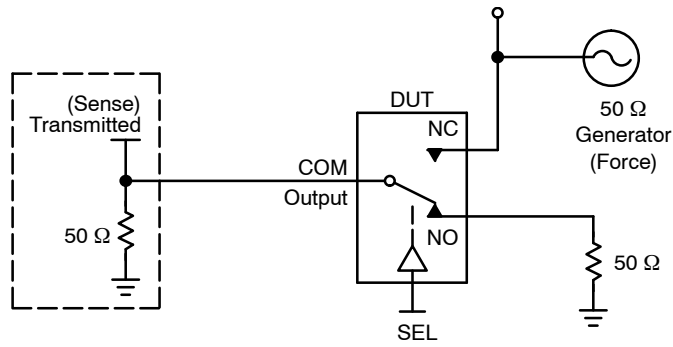 (Sense)
Transmitted
50 Ω
COM
Output
DUT
NC
NO
SEL
50 Ω
Generator
(Force)
50 Ω